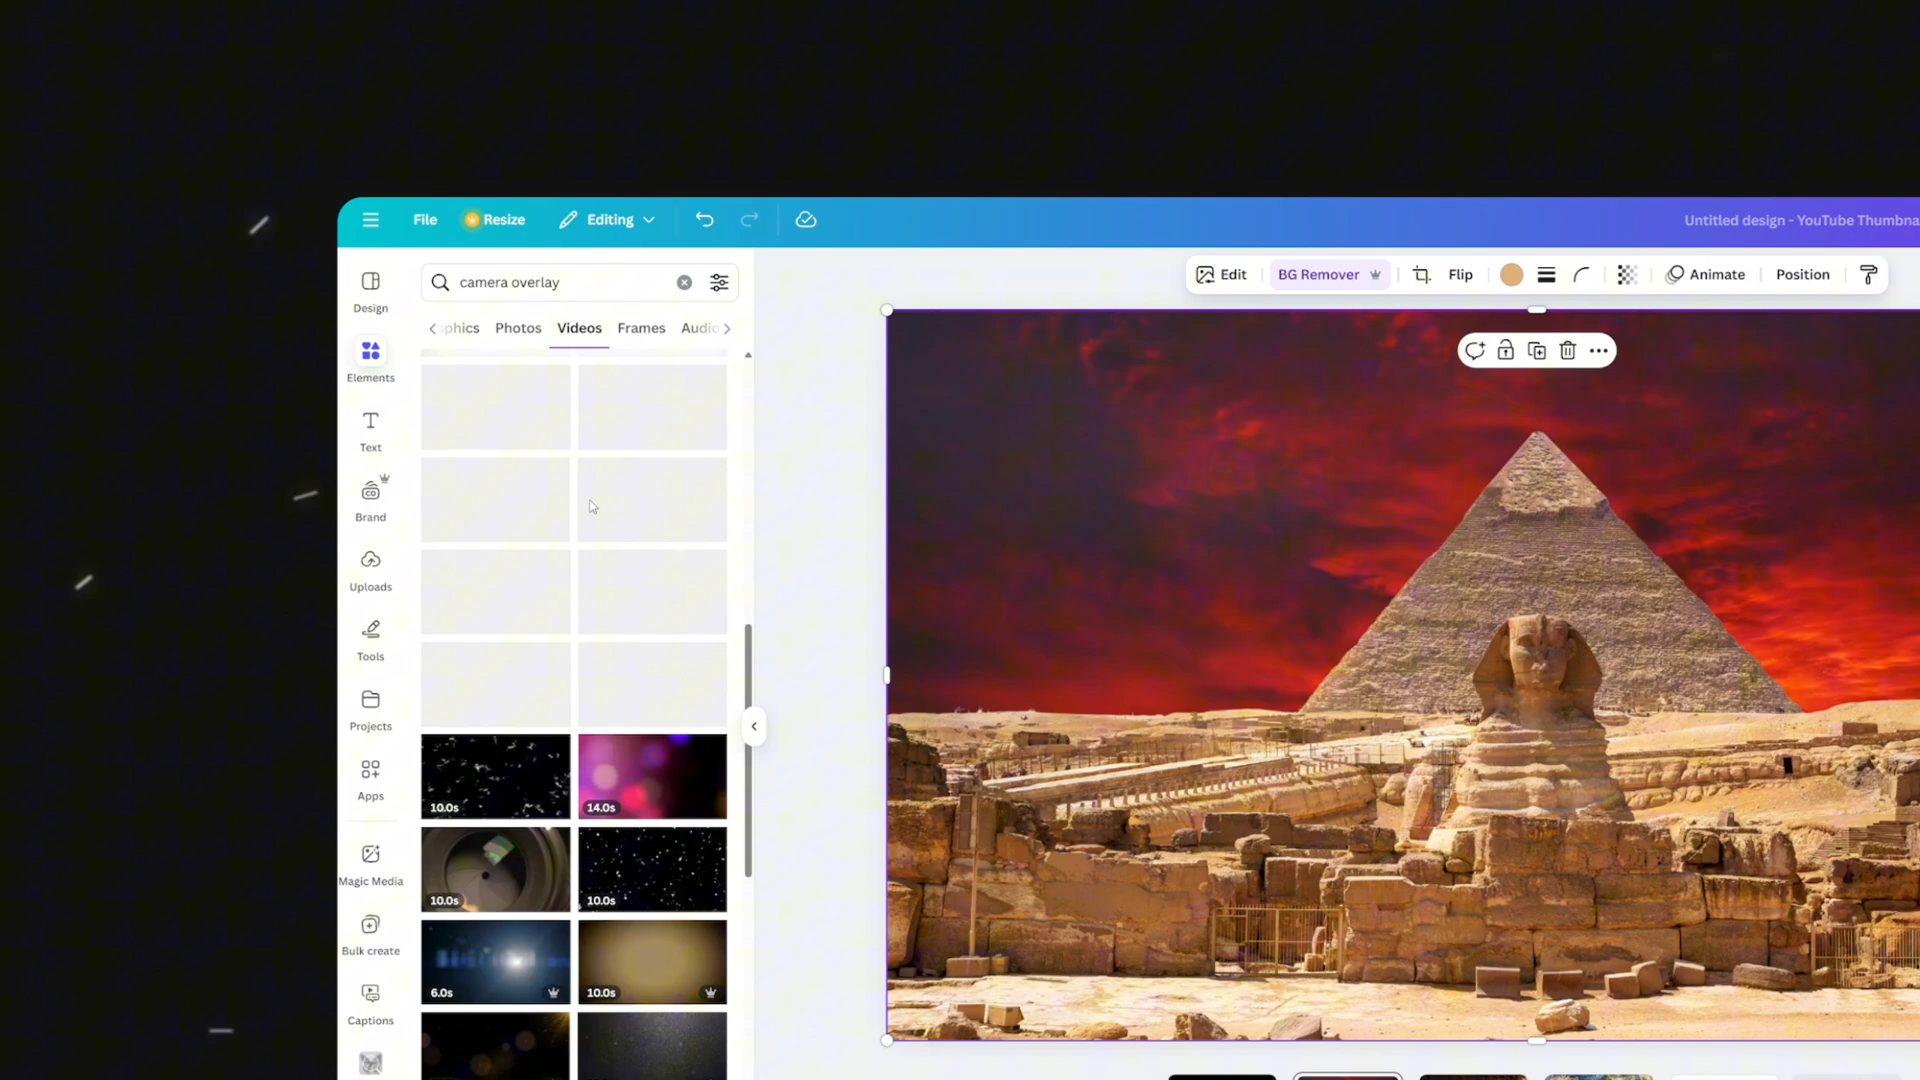 File
Resize
Editing
Untitled design - YouTube Thumbna
Design
Elements
Text
Brand
Uploads
Tools
Projects
Apps
Magic Media
Bulk create
Captions
camera overlay
aphics
Photos
Videos
Frames
Audio
Edit
BG Remover
Flip
Animate
Position
10.0s
14.0s
10.0s
10.0s
6.0s
10.0s